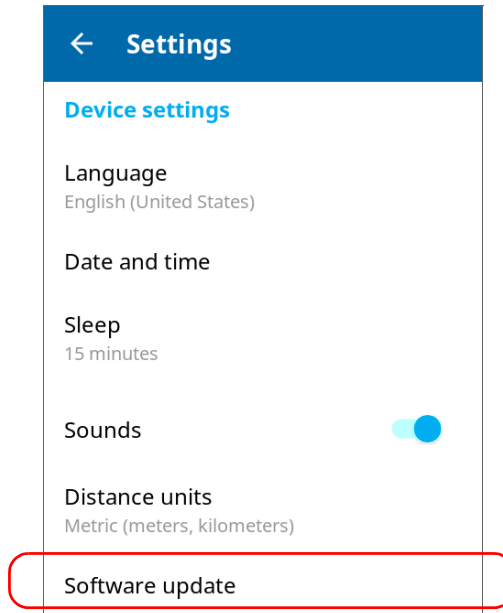 Settings
Device settings
Language
English (United States)
Date and time
Sleep
15 minutes
Sounds
Distance units
Metric (meters, kilometers)
Software update